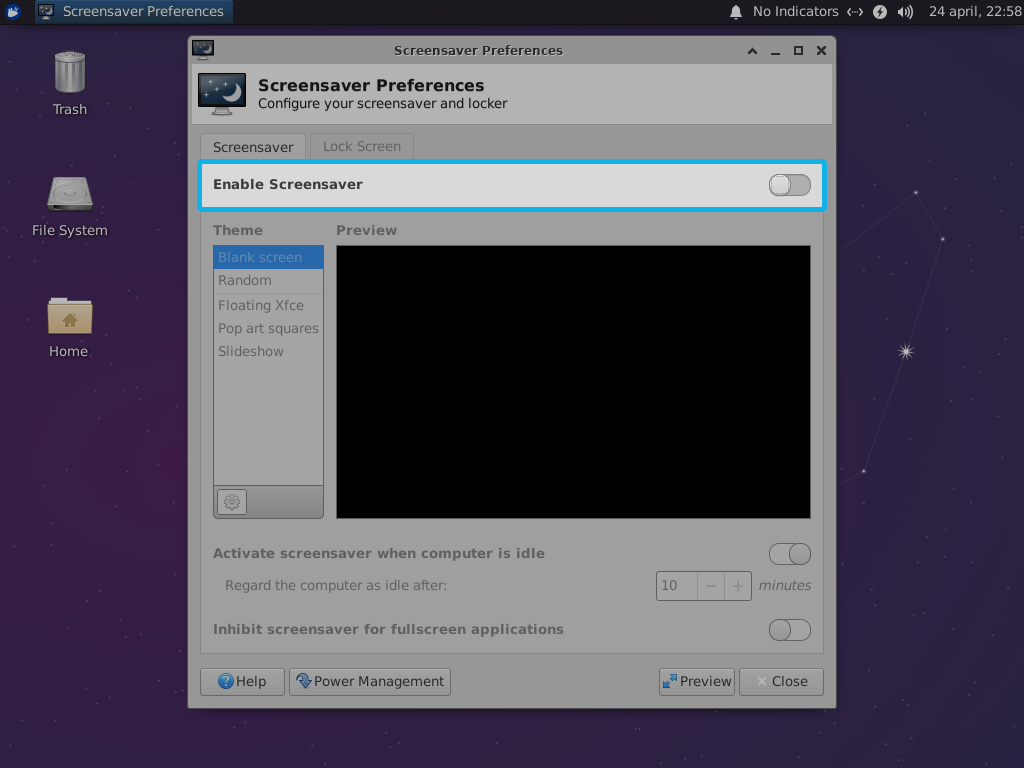 Screensaver Preferences
No Indicators
24 april, 22:58
Trash
File System
Home
Screensaver Preferences
Screensaver Preferences
Configure your screensaver and locker
Screensaver
Lock Screen
Enable Screensaver
Theme
Preview
Blank screen
Random
Floating Xfce
Pop art squares
Slideshow
Activate screensaver when computer is idle
Regard the computer as idle after:
10
minutes
Inhibit screensaver for fullscreen applications
Help
Power Management
Preview
Close